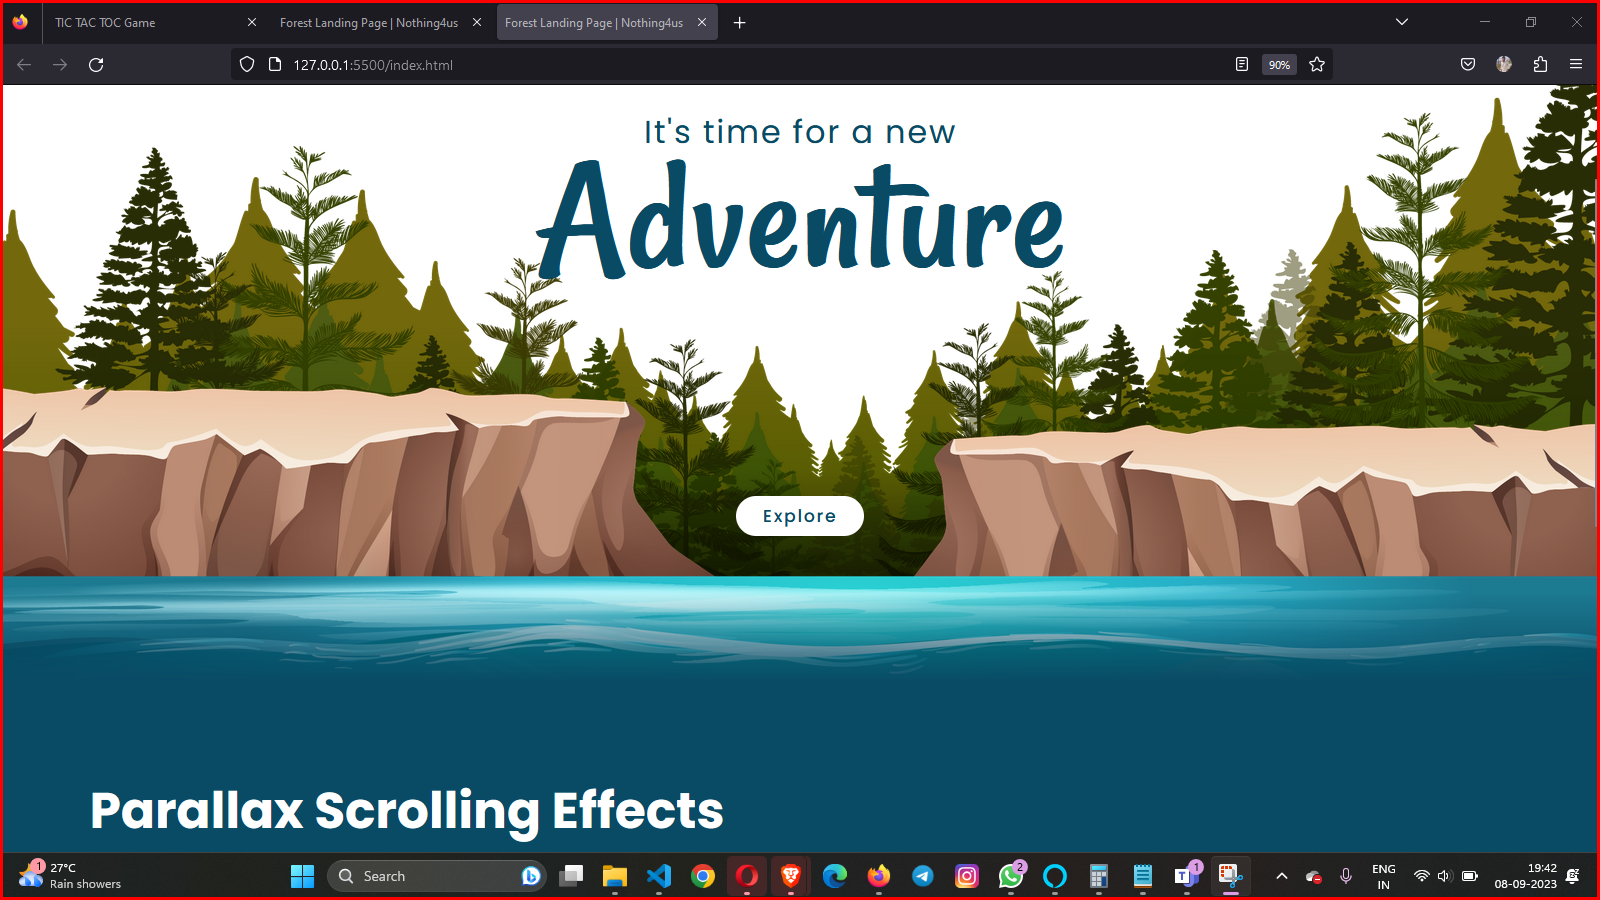 TIC TAC TOC Game
Forest Landing Page | Nothing4us
Forest Landing Page | Nothing4us
127.0.0.1:5500/index.html
90%
It's time for a new
Adventure
Explore
Parallax Scrolling Effects
1
27°C
Rain showers
Search
2
1
ENG
IN
19:42
08-09-2023